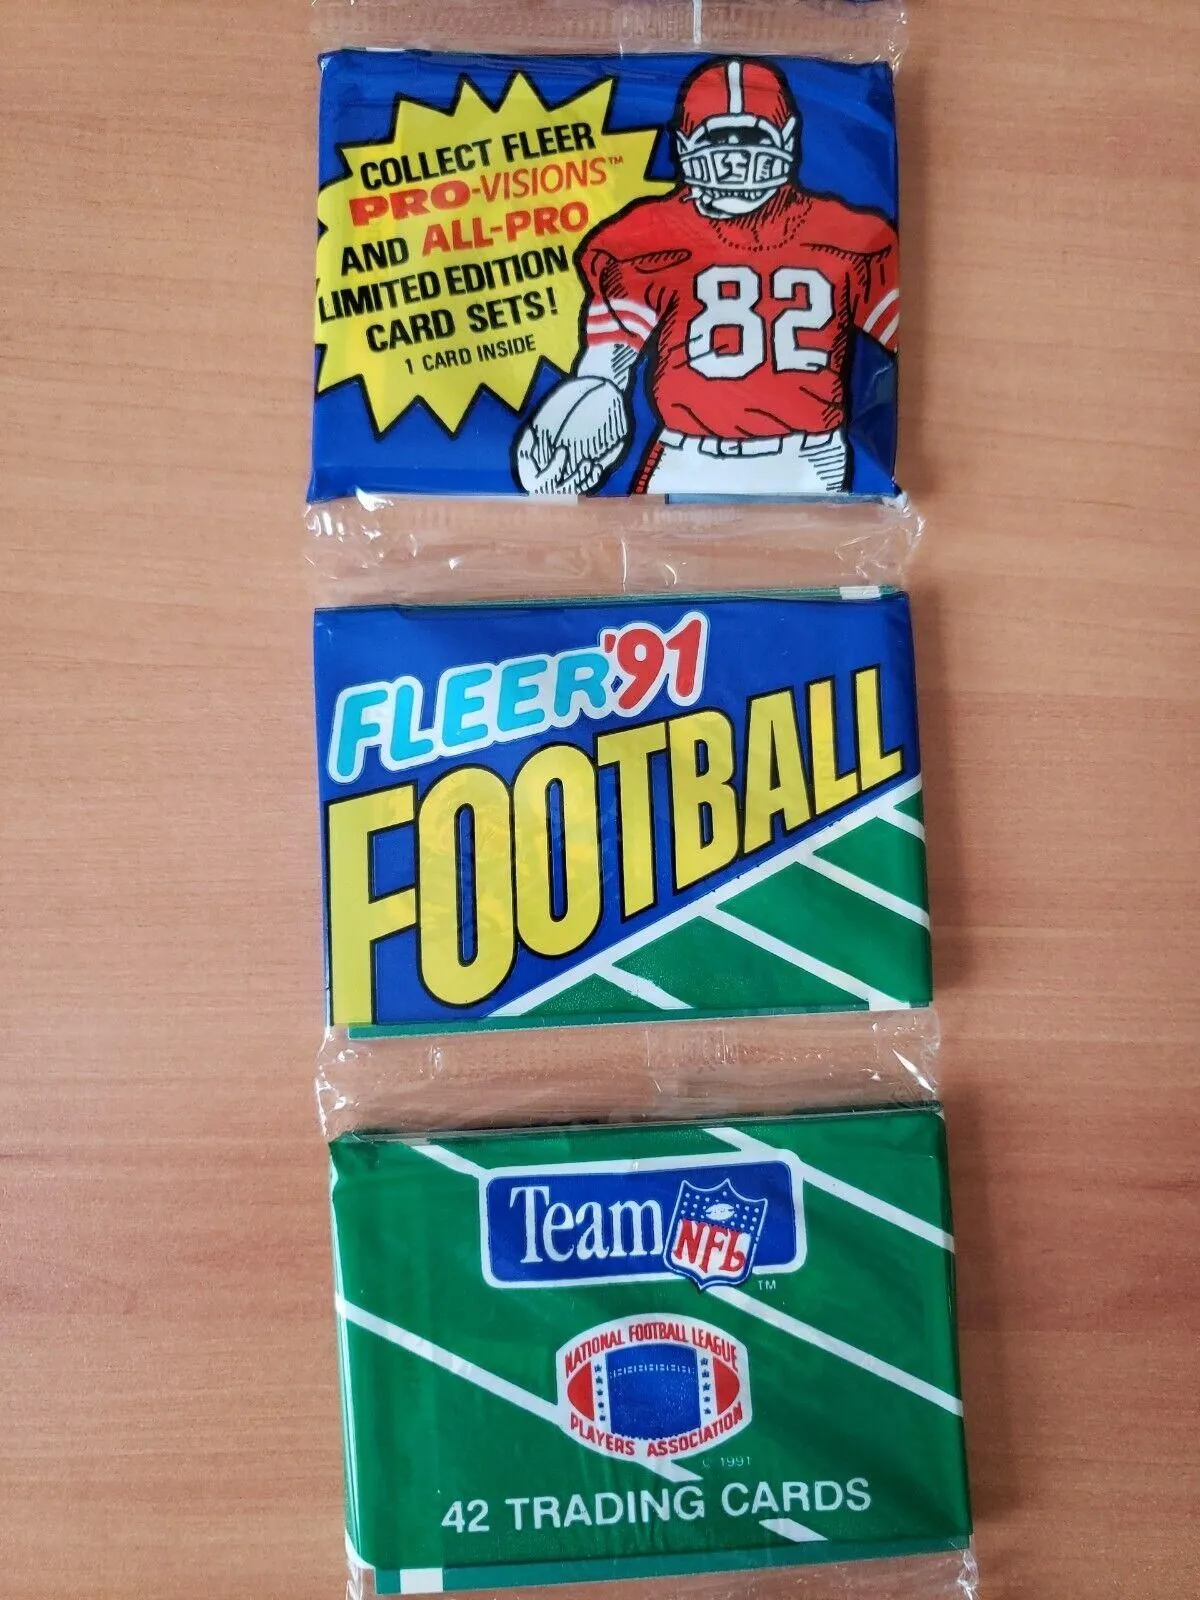 COLLECT FLEER
PRO-VISIONS™
AND ALL-PRO
LIMITED EDITION
CARD SETS!
1 CARD INSIDE
82
FLEER '91
FOOTBALL
Team NFL
TM
NATIONAL FOOTBALL LEAGUE
PLAYERS ASSOCIATION
© 1991
42 TRADING CARDS